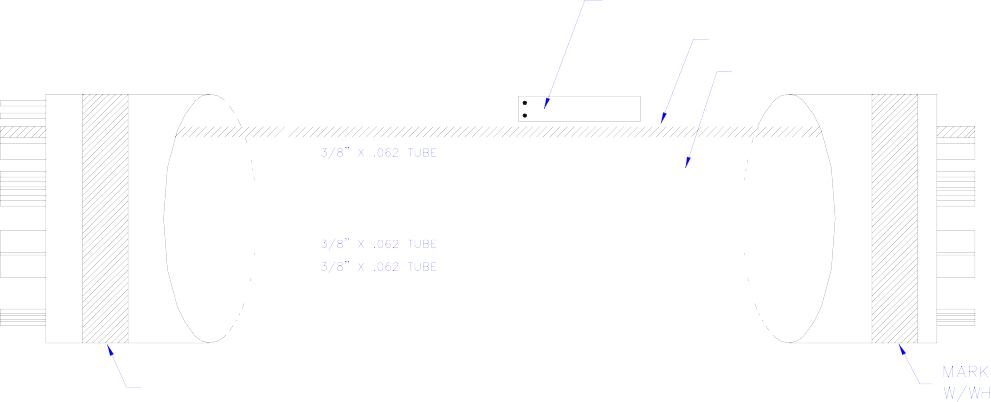 3/8" X .062 TUBE
3/8" X .062 TUBE
3/8" X .062 TUBE
MARK
W/WH